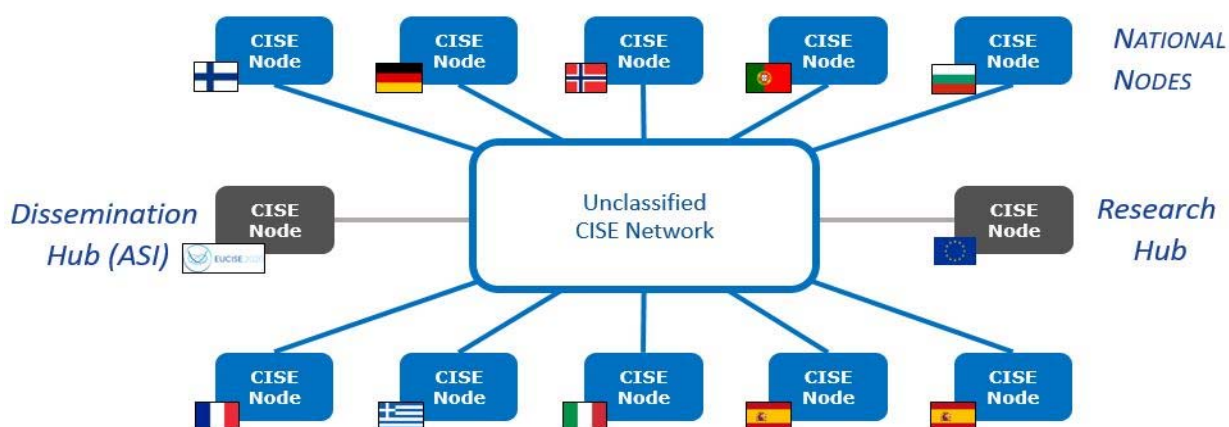 CISE
Node
CISE
Node
CISE
Node
CISE
Node
CISE
Node
NATIONAL
NODES
Dissemination
Hub (ASI)
CISE
Node
EUCISE2020
Unclassified
CISE Network
CISE
Node
Research
Hub
CISE
Node
CISE
Node
CISE
Node
CISE
Node
CISE
Node